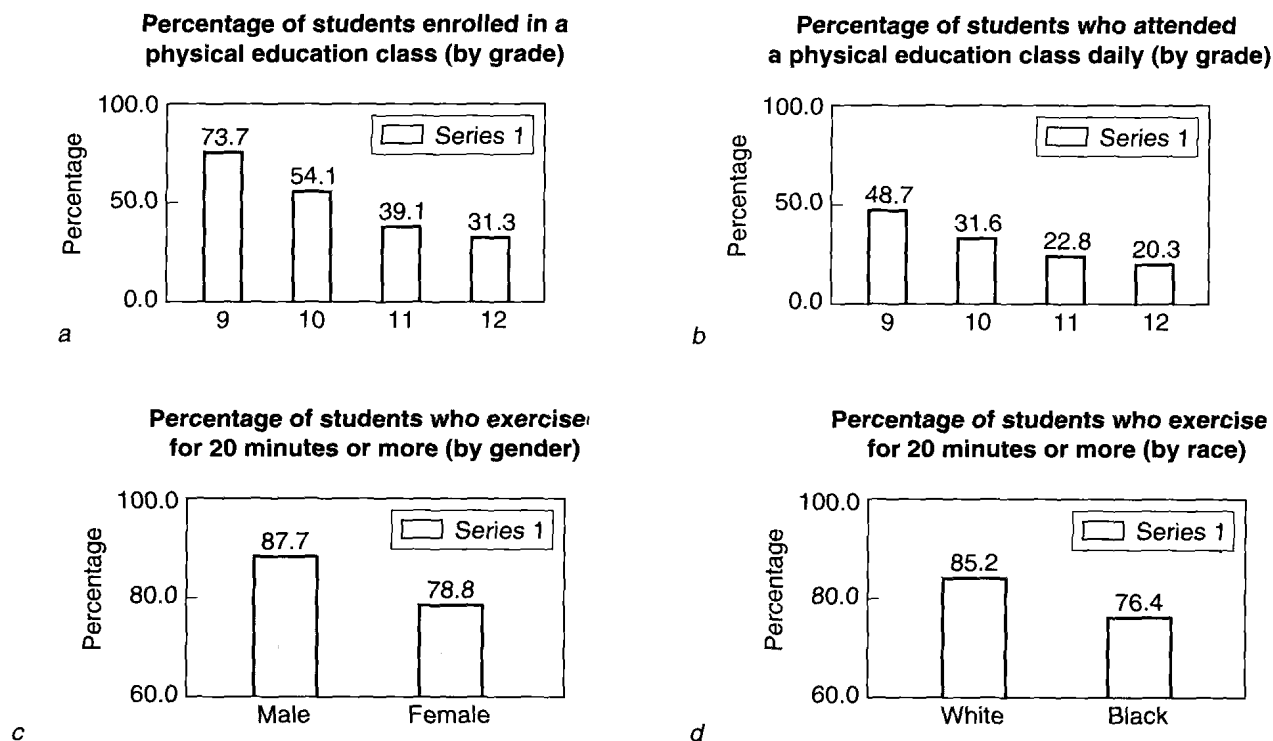 Percentage of students enrolled in a
physical education class (by grade)
100.0
50.0
0.0
Percentage
Series 1
73.7
54.1
39.1
31.3
9
10
11
12
a
Percentage of students who attended
a physical education class daily (by grade)
100.0
50.0
0.0
Percentage
Series 1
48.7
31.6
22.8
20.3
9
10
11
12
b
Percentage of students who exercise
for 20 minutes or more (by gender)
100.0
80.0
60.0
Percentage
Series 1
87.7
78.8
Male
Female
c
Percentage of students who exercise
for 20 minutes or more (by race)
100.0
80.0
60.0
Percentage
Series 1
85.2
76.4
White
Black
d